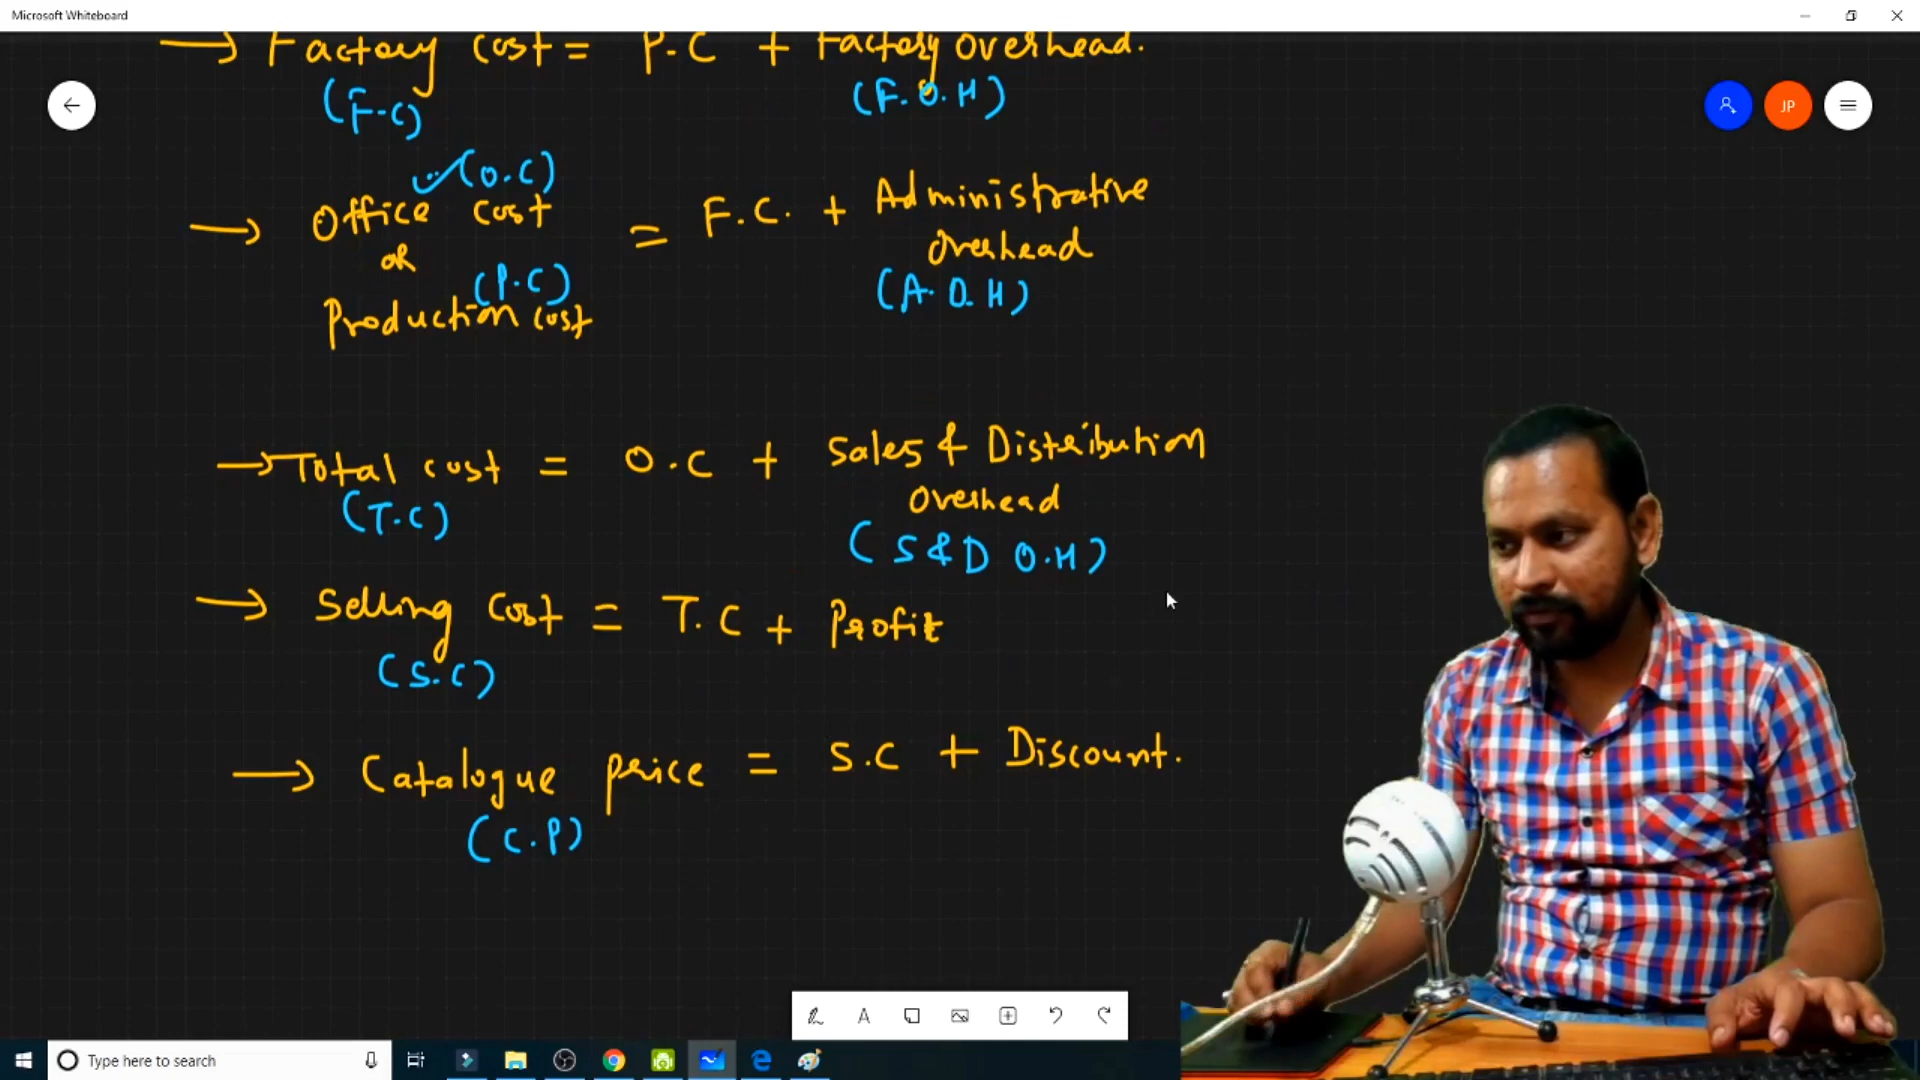 Microsoft Whiteboard
→ Factory cost = P.C + Factory Overhead.
(F.C) (F.O.H)
JP
(O.C)
→ Office cost = F.C. + Administrative
or Overhead
(P.C) (A.O.H)
Production cost
→ Total cost = O.C + Sales & Distribution
Overhead
(T.C) (S & D O.H)
→ Selling cost = T.C + Profit
(S.C)
→ Catalogue price = S.C + Discount.
(C.P)
A
Type here to search